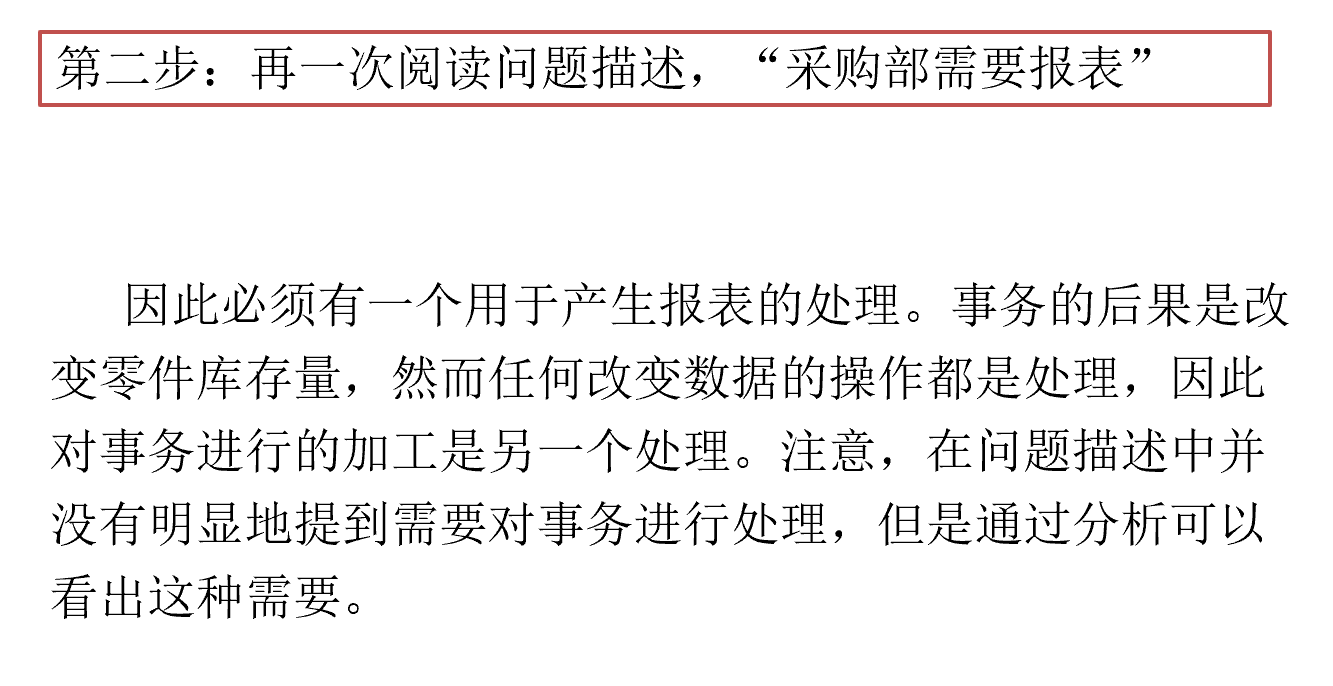 第二步：再一次阅读问题描述，“采购部需要报表”
因此必须有一个用于产生报表的处理。事务的后果是改
变零件库存量，然而任何改变数据的操作都是处理，因此
对事务进行的加工是另一个处理。注意，在问题描述中并
没有明显地提到需要对事务进行处理，但是通过分析可以
看出这种需要。